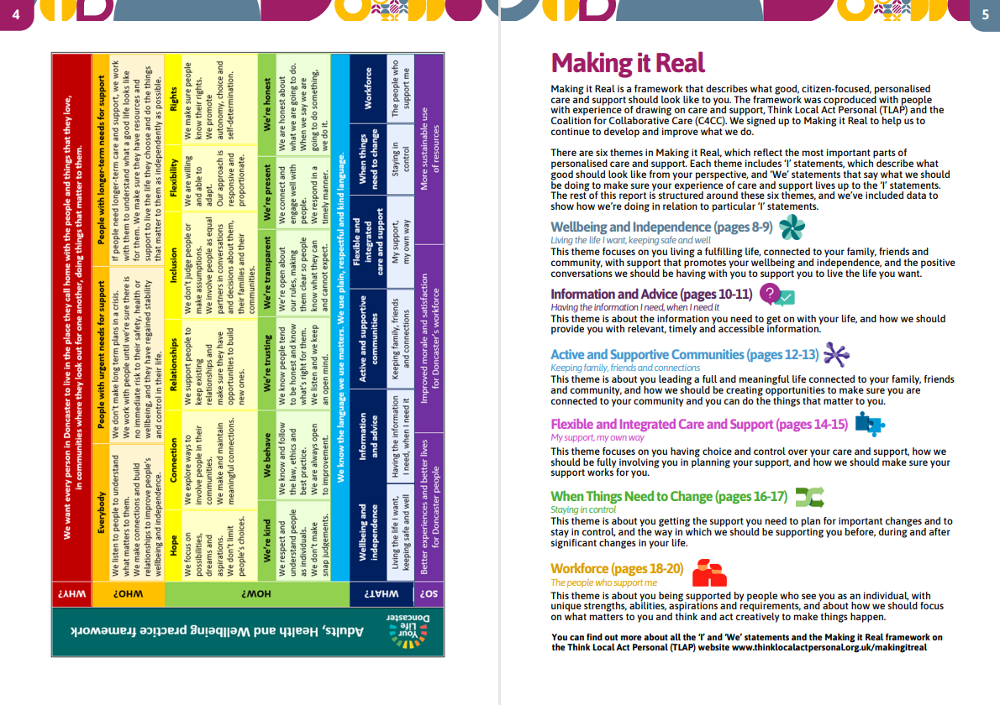 4
Adults, Health and Wellbeing practice framework
Your
Life
Doncaster
WHY?
We want every person in Doncaster to live in the place they call home with the people and things that they love,
in communities where they look out for one another, doing things that matter to them.
WHO?
Everybody
We listen to people to understand
what matters to them.
We make connections and build
relationships to improve people's
wellbeing and independence.
People with urgent needs for support
We don't make long term plans in a crisis.
We work with people until we're sure there is
no immediate risk to their safety, health or
wellbeing, and they have regained stability
and control in their life.
People with longer-term needs for support
If people need longer-term care and support, we work
with them to understand what a good life looks like
for them. We make sure they have resources and
support to live the life they choose and do the things
that matter to them as independently as possible.
HOW?
Hope
We focus on
possibilities,
dreams and
aspirations.
We don't limit
people's choices.
Connection
We explore ways to
involve people in their
communities.
We make and maintain
meaningful connections.
Relationships
We support people to
keep existing
relationships and
make sure they have
opportunities to build
new ones.
Inclusion
We don't judge people or
make assumptions.
We involve people as equal
partners in conversations
and decisions about them,
their families and their
communities.
Flexibility
We are willing
and able to
adapt.
Our approach is
responsive and
proportionate.
Rights
We make sure people
know their rights.
We promote
autonomy, choice and
self-determination.
We're kind
We respect and
understand people
as individuals.
We don't make
snap judgements.
We behave
We know and follow
the law, ethics and
best practice.
We are always open
to improvement.
We're trusting
We know people tend
to be honest and know
what's right for them.
We listen and we keep
an open mind.
We're transparent
We're open about
our rules, making
them clear so people
know what they can
and cannot expect.
We're present
We connect and
engage well with
people.
We respond in a
timely manner.
We're honest
We are honest about
what we are going to do.
When we say we are
going to do something,
we do it.
We know the language we use matters. We use plain, respectful and kind language.
WHAT?
Wellbeing and
independence
Living the life I want,
keeping safe and well
Information
and advice
Having the information
I need, when I need it
Active and supportive
communities
Keeping family, friends
and connections
Flexible and
integrated
care and support
My support,
my own way
When things
need to change
Staying in
control
Workforce
The people who
support me
SO?
Better experiences and better lives
for Doncaster people
Improved morale and satisfaction
for Doncaster's workforce
More sustainable use
of resources
5
Making it Real
Making it Real is a framework that describes what good, citizen-focused, personalised
care and support should look like to you. The framework was coproduced with people
with experience of drawing on care and support, Think Local Act Personal (TLAP) and the
Coalition for Collaborative Care (C4CC). We signed up to Making it Real to help us to
continue to develop and improve what we do.
There are six themes in Making it Real, which reflect the most important parts of
personalised care and support. Each theme includes 'I' statements, which describe what
good should look like from your perspective, and 'We' statements that say what we should
be doing to make sure your experience of care and support lives up to the 'I' statements.
The rest of this report is structured around these six themes, and we've included data to
show how we're doing in relation to particular 'I' statements.
Wellbeing and Independence (pages 8-9)
Living the life I want, keeping safe and well
This theme focuses on you living a fulfilling life, connected to your family, friends and
community, with support that promotes your wellbeing and independence, and the positive
conversations we should be having with you to support you to live the life you want.
Information and Advice (pages 10-11)
Having the information I need, when I need it
This theme is about the information you need to get on with your life, and how we should
provide you with relevant, timely and accessible information.
Active and Supportive Communities (pages 12-13)
Keeping family, friends and connections
This theme is about you leading a full and meaningful life connected to your family, friends
and community, and how we should be creating opportunities to make sure you are
connected to your community and you can do the things that matter to you.
Flexible and Integrated Care and Support (pages 14-15)
My support, my own way
This theme focuses on you having choice and control over your care and support, how we
should be fully involving you in planning your support, and how we should make sure your
support works for you.
When Things Need to Change (pages 16-17)
Staying in control
This theme is about you getting the support you need to plan for important changes and to
stay in control, and the way in which we should be supporting you before, during and after
significant changes in your life.
Workforce (pages 18-20)
The people who support me
This theme is about you being supported by people who see you as an individual, with
unique strengths, abilities, aspirations and requirements, and about how we should focus
on what matters to you and think and act creatively to make things happen.
You can find out more about all the 'I' and 'We' statements and the Making it Real framework on
the Think Local Act Personal (TLAP) website www.thinklocalactpersonal.org.uk/makingitreal